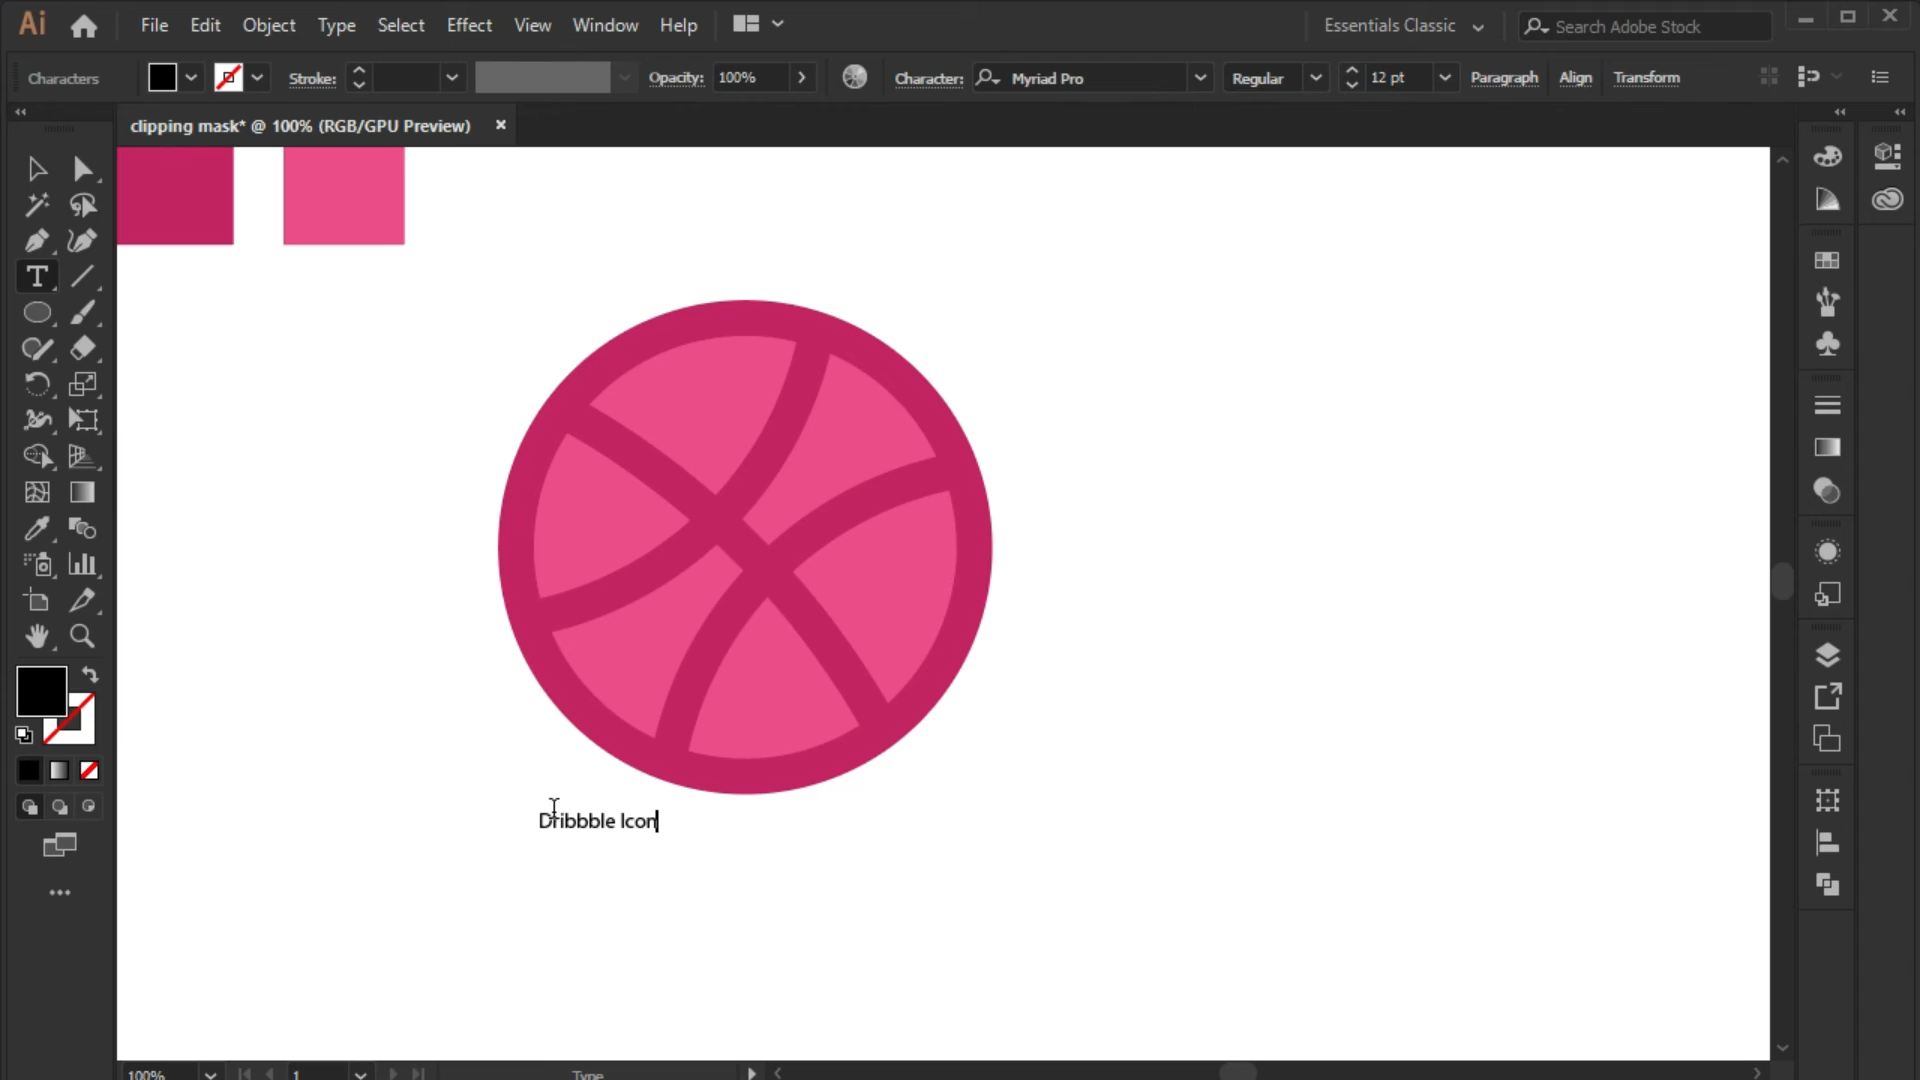 Ai File Edit Object Type Select Effect View Window Help Essentials Classic Search Adobe Stock
Characters Stroke: Opacity: 100% Character: Myriad Pro Regular 12 pt Paragraph Align Transform
clipping mask* @ 100% (RGB/GPU Preview)
T
Dribbble Icon
100% 1 Type